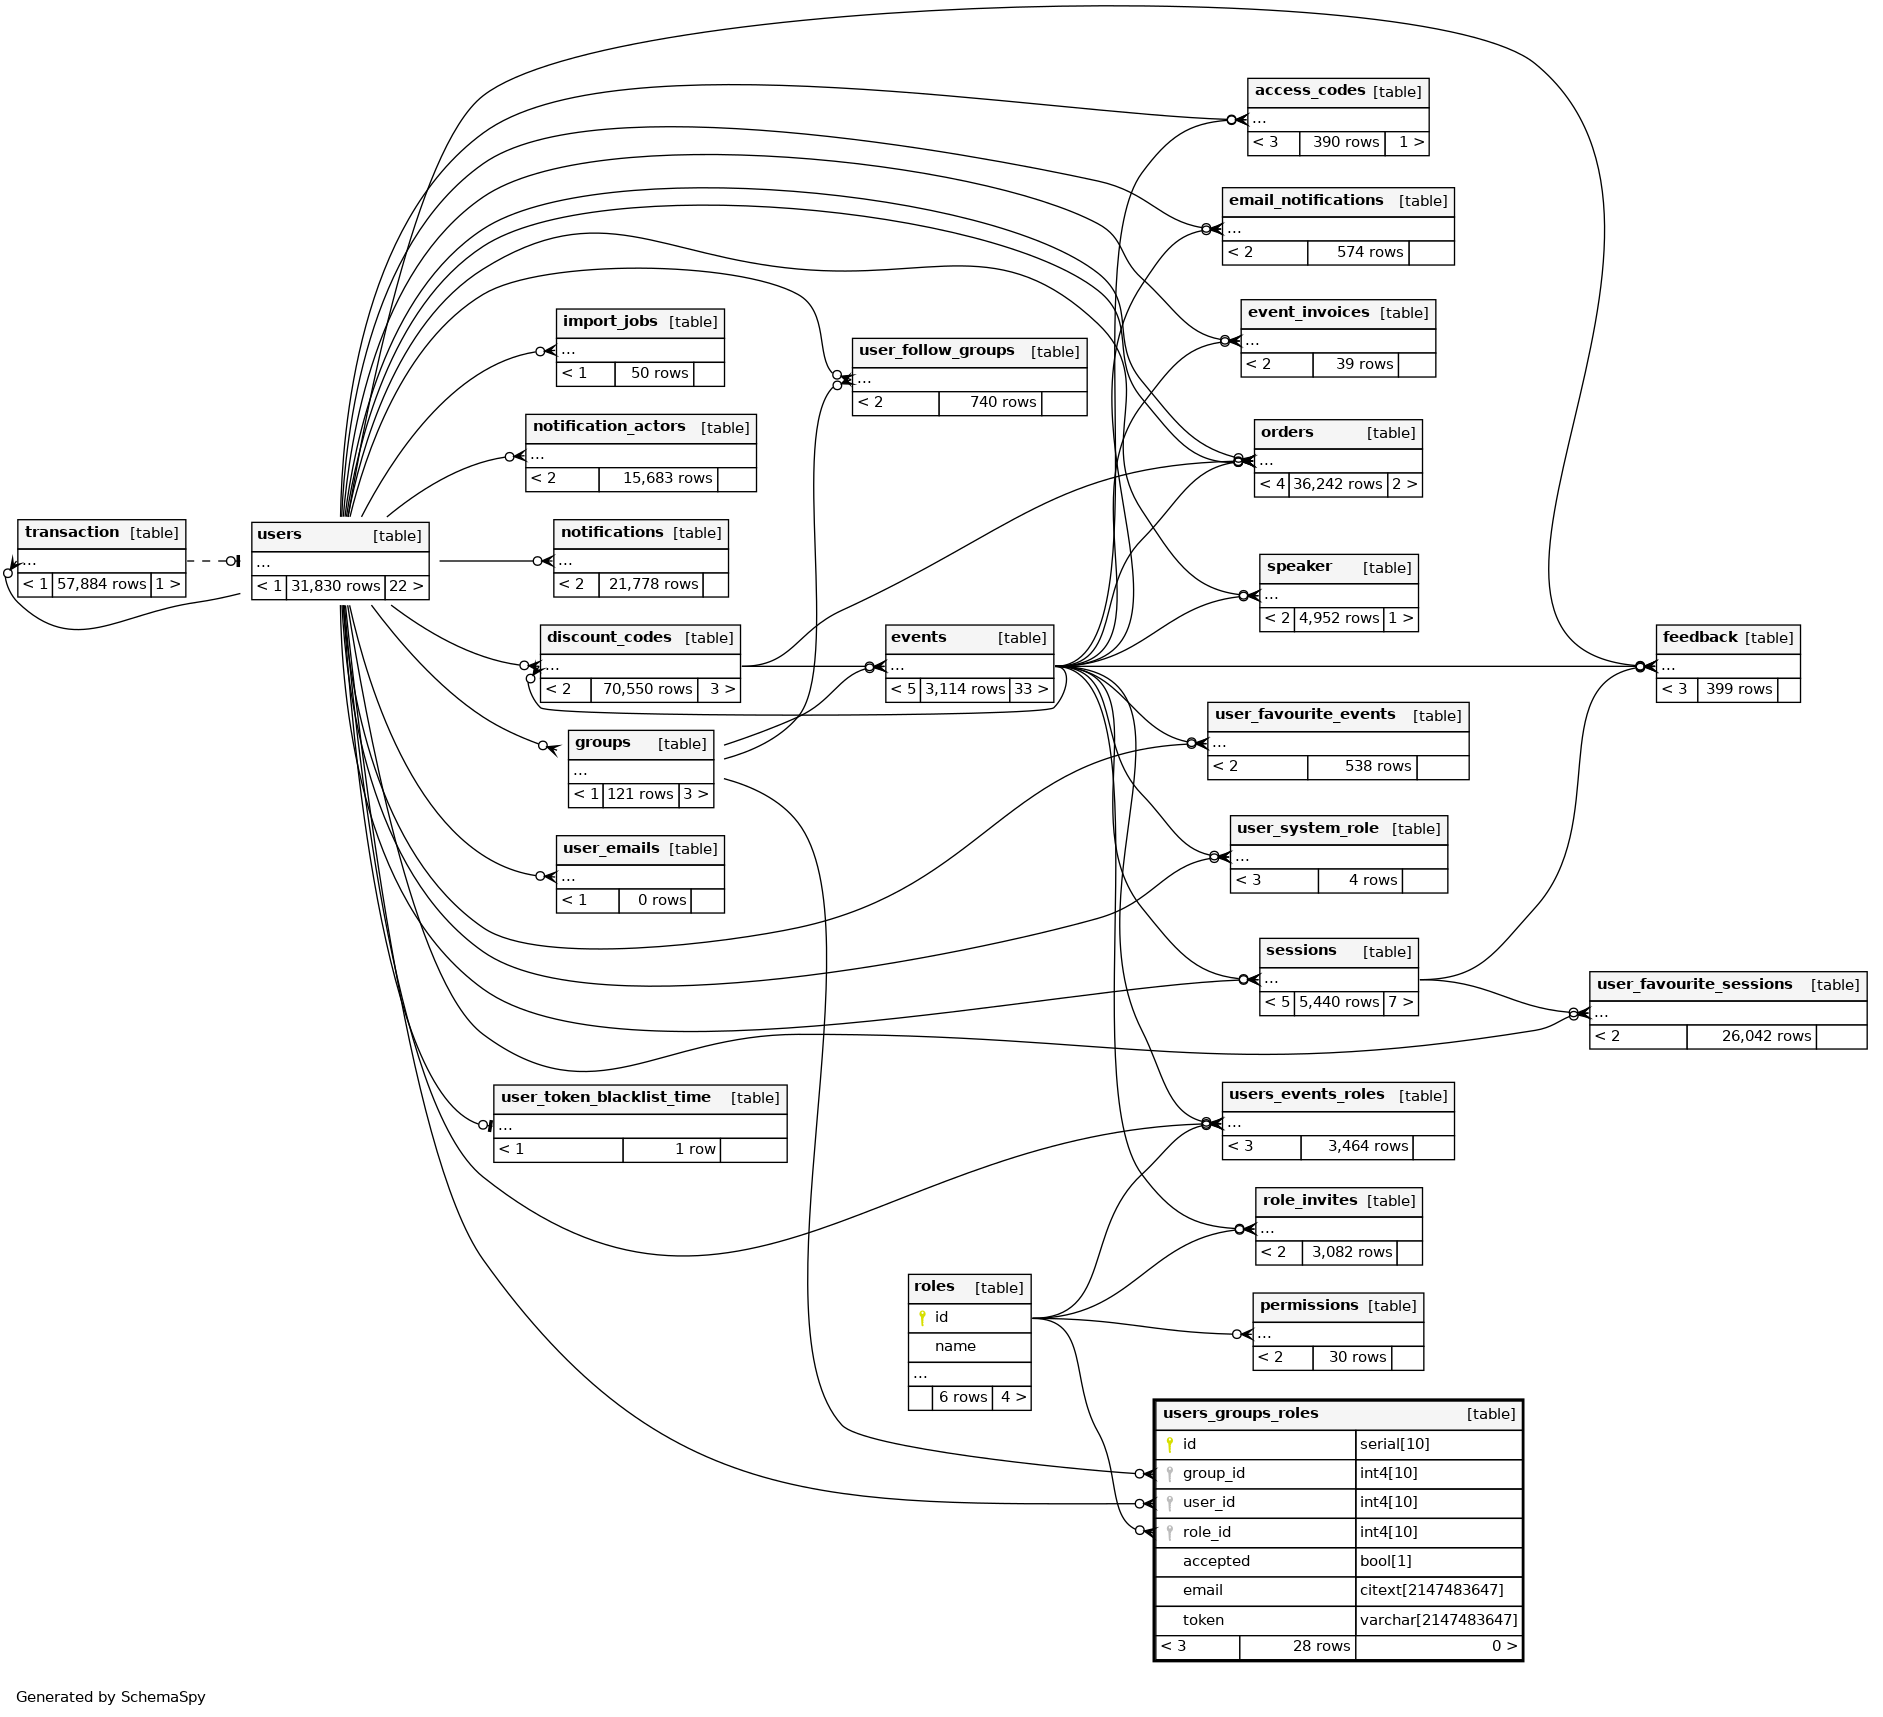 access_codes [table]
...
< 3 390 rows 1 >
email_notifications [table]
...
< 2 574 rows
event_invoices [table]
...
< 2 39 rows
import_jobs [table]
...
< 1 50 rows
user_follow_groups [table]
...
< 2 740 rows
notification_actors [table]
...
< 2 15,683 rows
orders [table]
...
< 4 36,242 rows 2 >
transaction [table]
...
< 1 57,884 rows 1 >
users [table]
...
< 1 31,830 rows 22 >
notifications [table]
...
< 2 21,778 rows
speaker [table]
...
< 2 4,952 rows 1 >
discount_codes [table]
...
< 2 70,550 rows 3 >
events [table]
...
< 5 3,114 rows 33 >
feedback [table]
...
< 3 399 rows
user_favourite_events [table]
...
< 2 538 rows
groups [table]
...
< 1 121 rows 3 >
user_system_role [table]
...
< 3 4 rows
user_emails [table]
...
< 1 0 rows
sessions [table]
...
< 5 5,440 rows 7 >
user_favourite_sessions [table]
...
< 2 26,042 rows
user_token_blacklist_time [table]
...
< 1 1 row
users_events_roles [table]
...
< 3 3,464 rows
role_invites [table]
...
< 2 3,082 rows
roles [table]
id
name
...
6 rows 4 >
permissions [table]
...
< 2 30 rows
users_groups_roles [table]
id serial[10]
group_id int4[10]
user_id int4[10]
role_id int4[10]
accepted bool[1]
email citext[2147483647]
token varchar[2147483647]
< 3 28 rows 0 >
Generated by SchemaSpy